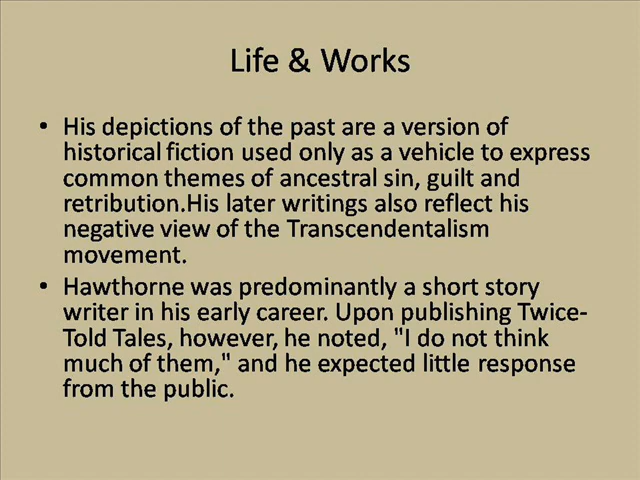 Life & Works
• His depictions of the past are a version of
historical fiction used only as a vehicle to express
common themes of ancestral sin, guilt and
retribution.His later writings also reflect his
negative view of the Transcendentalism
movement.
• Hawthorne was predominantly a short story
writer in his early career. Upon publishing Twice-
Told Tales, however, he noted, "I do not think
much of them," and he expected little response
from the public.